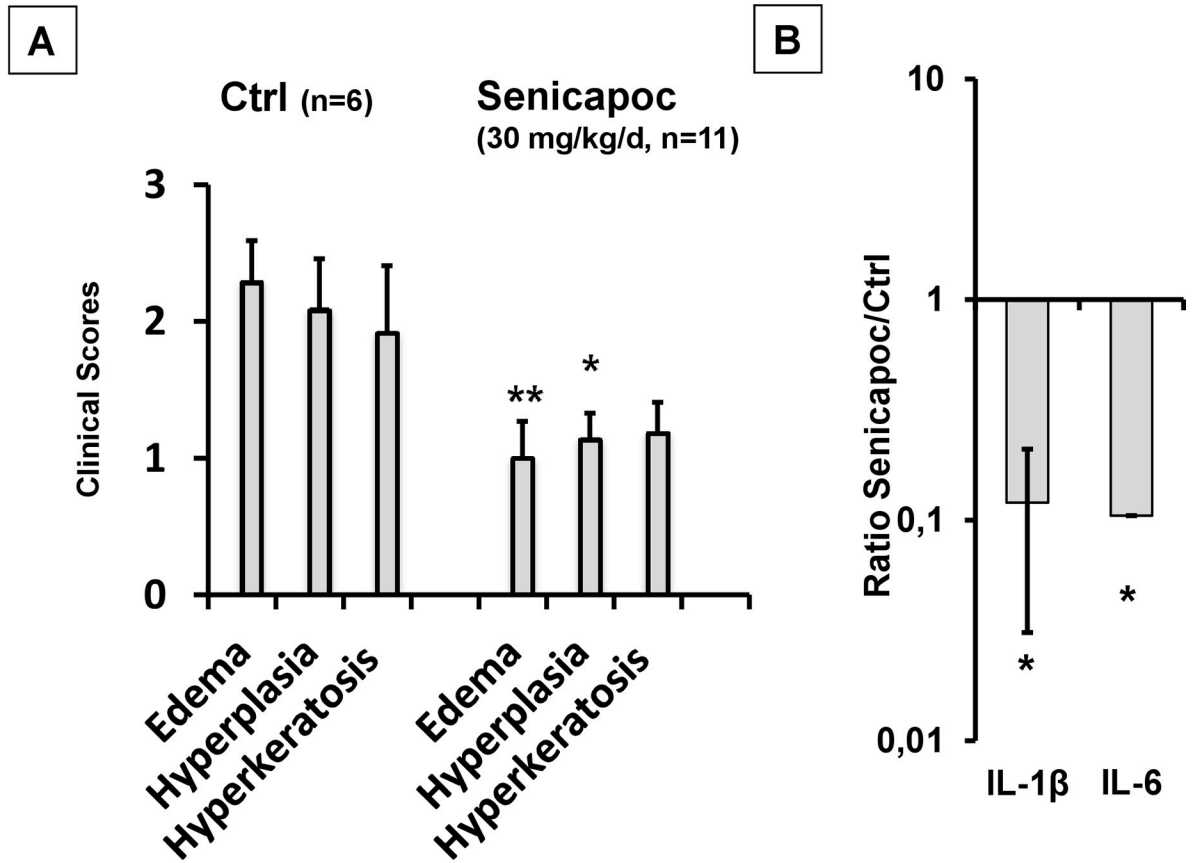 A
Ctrl (n=6)
Senicapoc
(30 mg/kg/d, n=11)
Clinical Scores
3
2
1
0
**
*
Edema
Hyperplasia
Hyperkeratosis
Edema
Hyperplasia
Hyperkeratosis
B
Ratio Senicapoc/Ctrl
10
1
0,1
0,01
*
*
IL-1β
IL-6